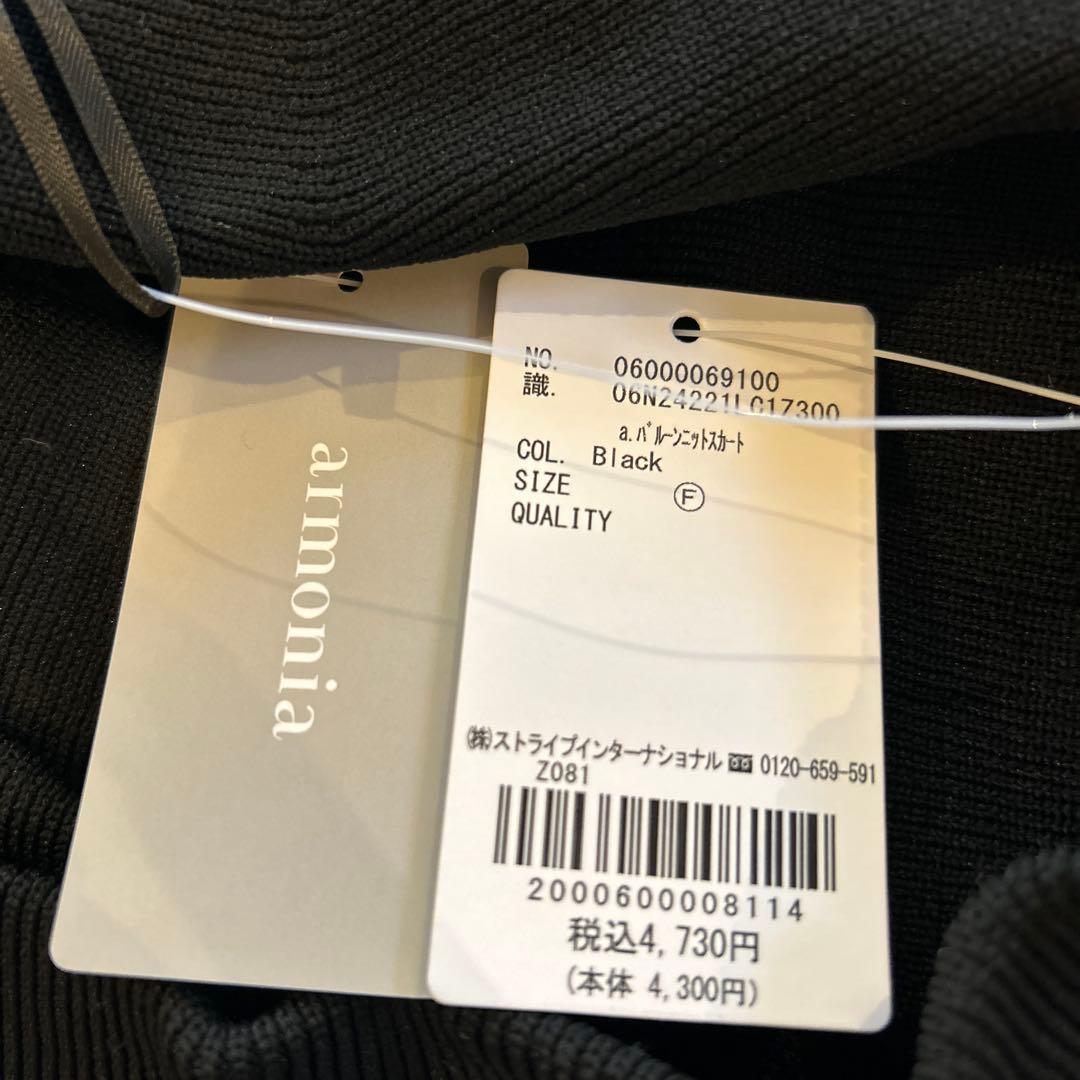 armonia
NO. 06000069100
識. 06N24221LC17300
a.ﾊﾞﾙｰﾝﾆｯﾄｽｶｰﾄ
COL. Black
SIZE Ⓕ
QUALITY
㈱ストライプインターナショナル 0120-659-591
Z081
2000600008114
税込4,730円
(本体 4,300円)